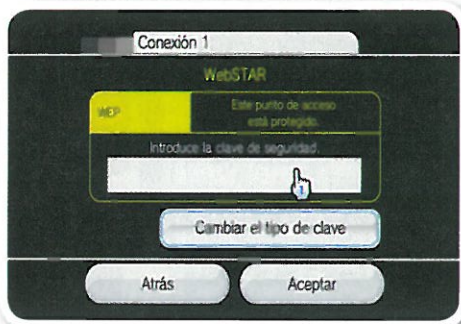 Conexión 1
WebSTAR
WEP
Este punto de acceso
está protegido.
Introduce la clave de seguridad.
1
Cambiar el tipo de clave
Atrás
Aceptar